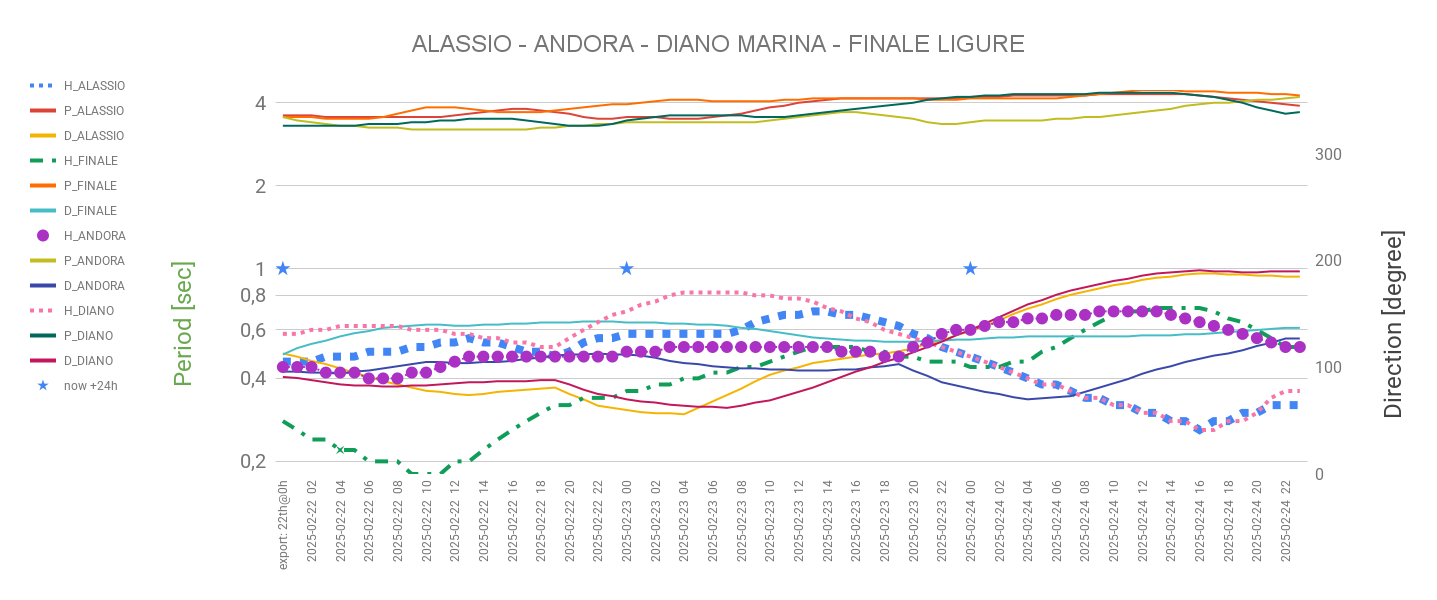 ALASSIO - ANDORA - DIANO MARINA - FINALE LIGURE
H_ALASSIO
P_ALASSIO
D_ALASSIO
H_FINALE
P_FINALE
D_FINALE
H_ANDORA
P_ANDORA
D_ANDORA
H_DIANO
P_DIANO
D_DIANO
now +24h
Period [sec]
4
2
1
0,8
0,6
0,4
0,2
300
200
100
0
Direction [degree]
export: 22th@0h
2025-02-22 02
2025-02-22 04
2025-02-22 06
2025-02-22 08
2025-02-22 10
2025-02-22 12
2025-02-22 14
2025-02-22 16
2025-02-22 18
2025-02-22 20
2025-02-22 22
2025-02-23 00
2025-02-23 02
2025-02-23 04
2025-02-23 06
2025-02-23 08
2025-02-23 10
2025-02-23 12
2025-02-23 14
2025-02-23 16
2025-02-23 18
2025-02-23 20
2025-02-23 22
2025-02-24 00
2025-02-24 02
2025-02-24 04
2025-02-24 06
2025-02-24 08
2025-02-24 10
2025-02-24 12
2025-02-24 14
2025-02-24 16
2025-02-24 18
2025-02-24 20
2025-02-24 22